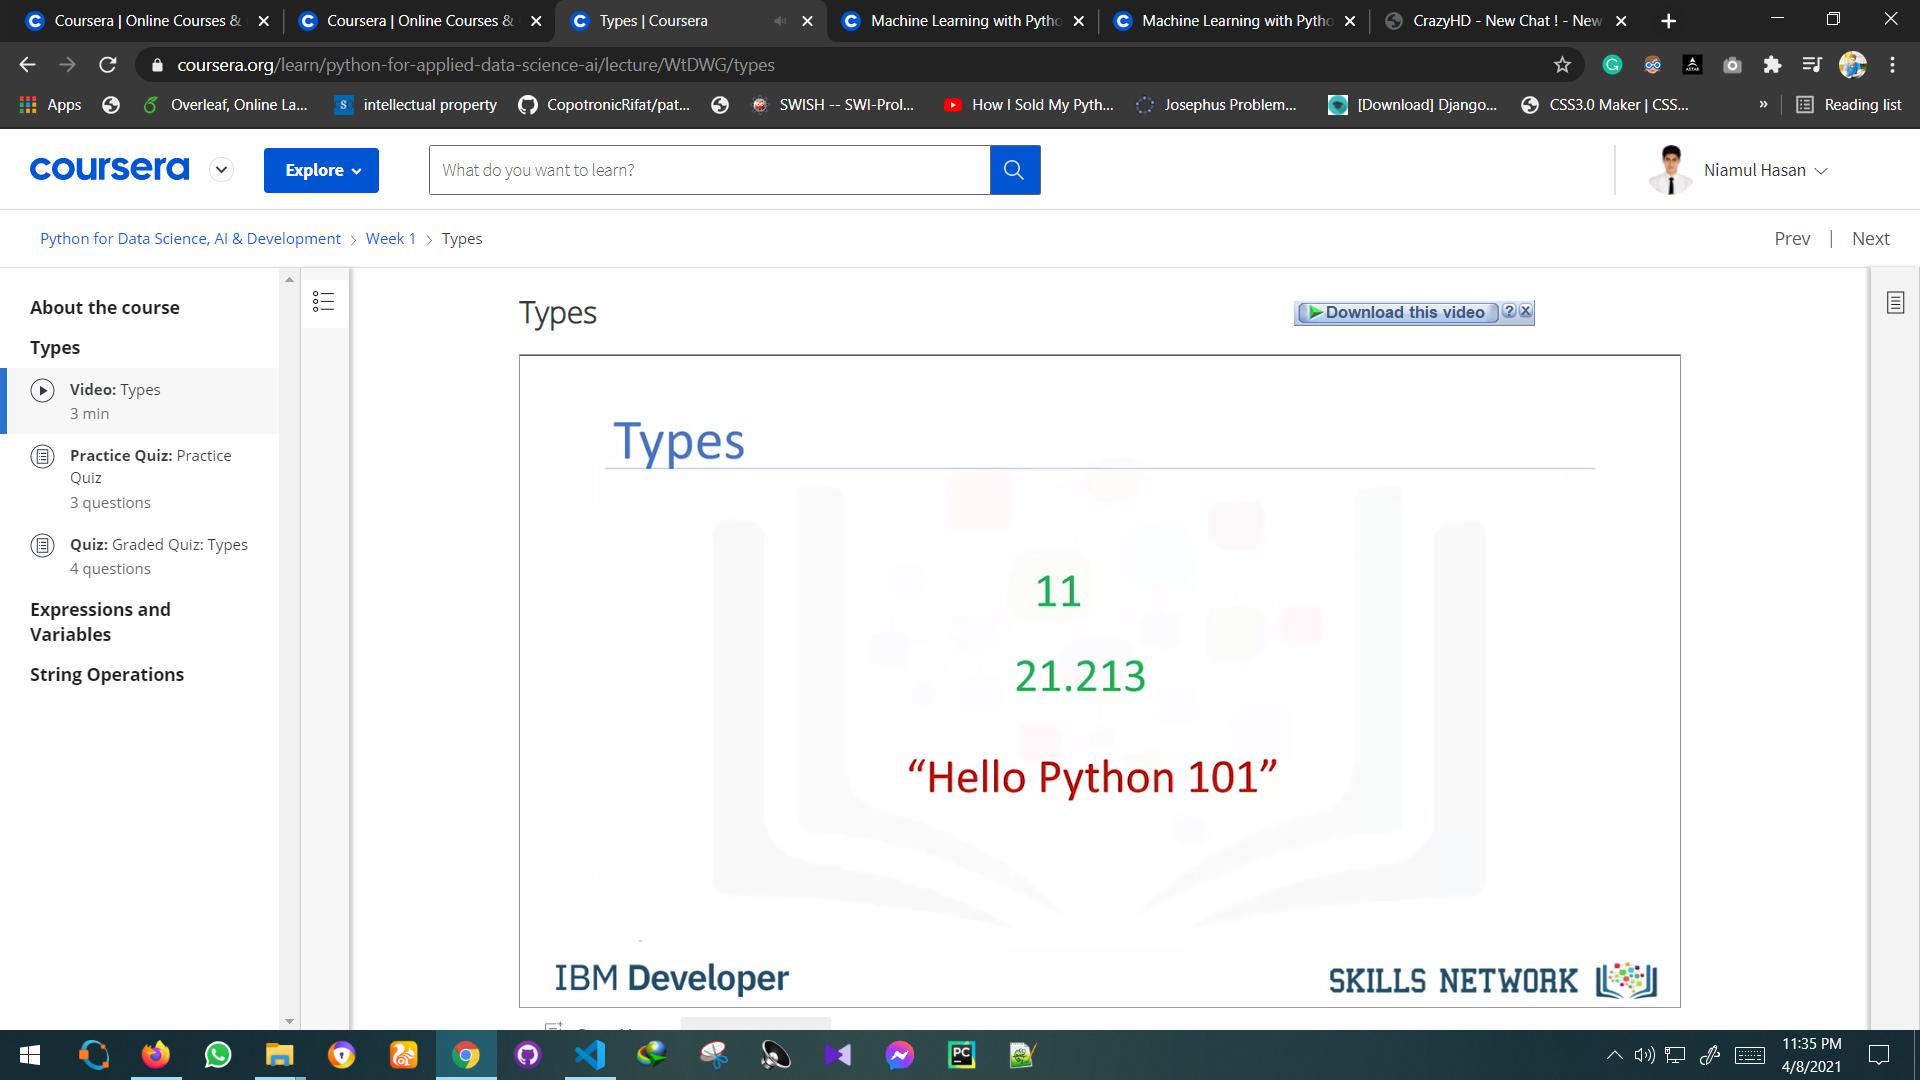 Coursera | Online Courses &
Coursera | Online Courses &
Types | Coursera
Machine Learning with Pytho
Machine Learning with Pytho
CrazyHD - New Chat ! - New
coursera.org/learn/python-for-applied-data-science-ai/lecture/WtDWG/types
Apps
Overleaf, Online La...
intellectual property
CopotronicRifat/pat...
SWISH -- SWI-Prol...
How I Sold My Pyth...
Josephus Problem...
[Download] Django...
CSS3.0 Maker | CSS...
»
Reading list
coursera
Explore
What do you want to learn?
Niamul Hasan
Python for Data Science, AI & Development > Week 1 > Types
Prev | Next
About the course
Types
Video: Types
3 min
Practice Quiz: Practice
Quiz
3 questions
Quiz: Graded Quiz: Types
4 questions
Expressions and
Variables
String Operations
Types
Download this video
Types
11
21.213
“Hello Python 101”
IBM Developer
SKILLS NETWORK
11:35 PM
4/8/2021